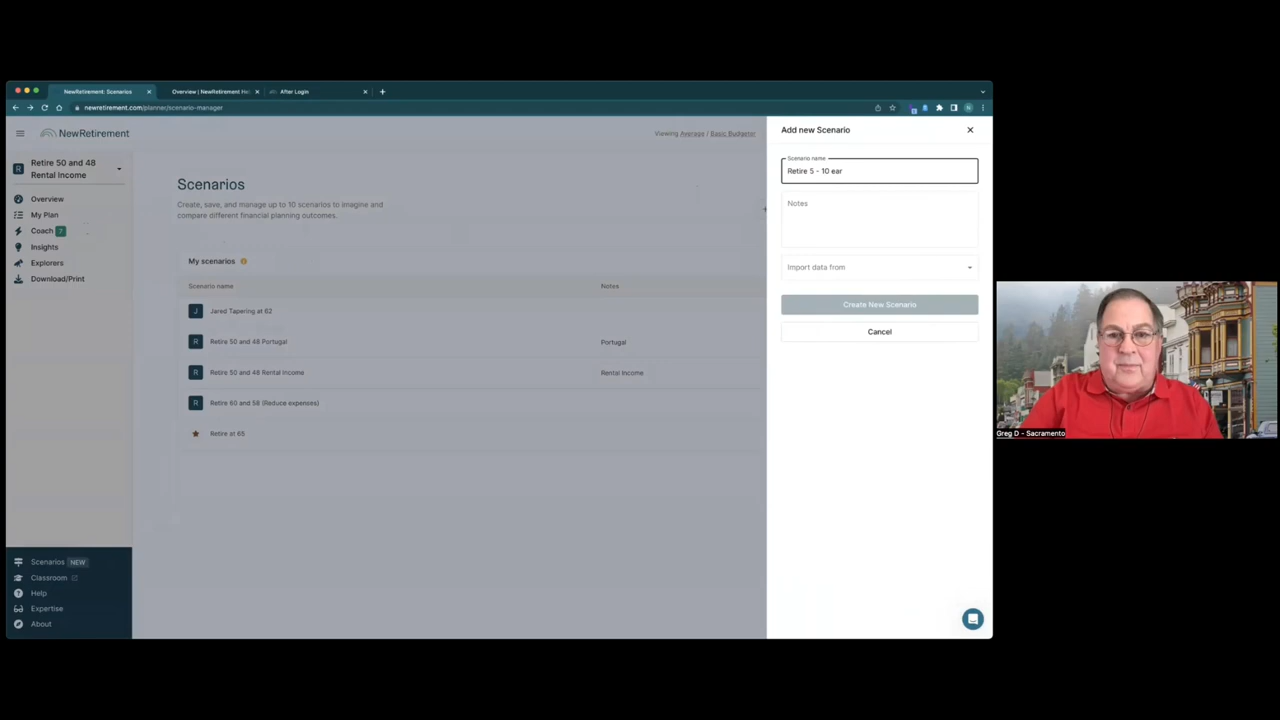 NewRetirement: Scenarios
Overview | NewRetirement Hel
After Login
newretirement.com/planner/scenario-manager
NewRetirement
Viewing Average / Basic Budgeter
Retire 50 and 48
Rental Income
Overview
My Plan
Coach 7
Insights
Explorers
Download/Print
Scenarios NEW
Classroom
Help
Expertise
About
Scenarios
Create, save, and manage up to 10 scenarios to imagine and
compare different financial planning outcomes.
My scenarios
Scenario name Notes
J Jared Tapering at 62
R Retire 50 and 48 Portugal Portugal
R Retire 50 and 48 Rental Income Rental Income
R Retire 60 and 58 (Reduce expenses)
Retire at 65
Add new Scenario
Scenario name
Retire 5 - 10 ear
Notes
Import data from
Create New Scenario
Cancel
Greg D - Sacramento